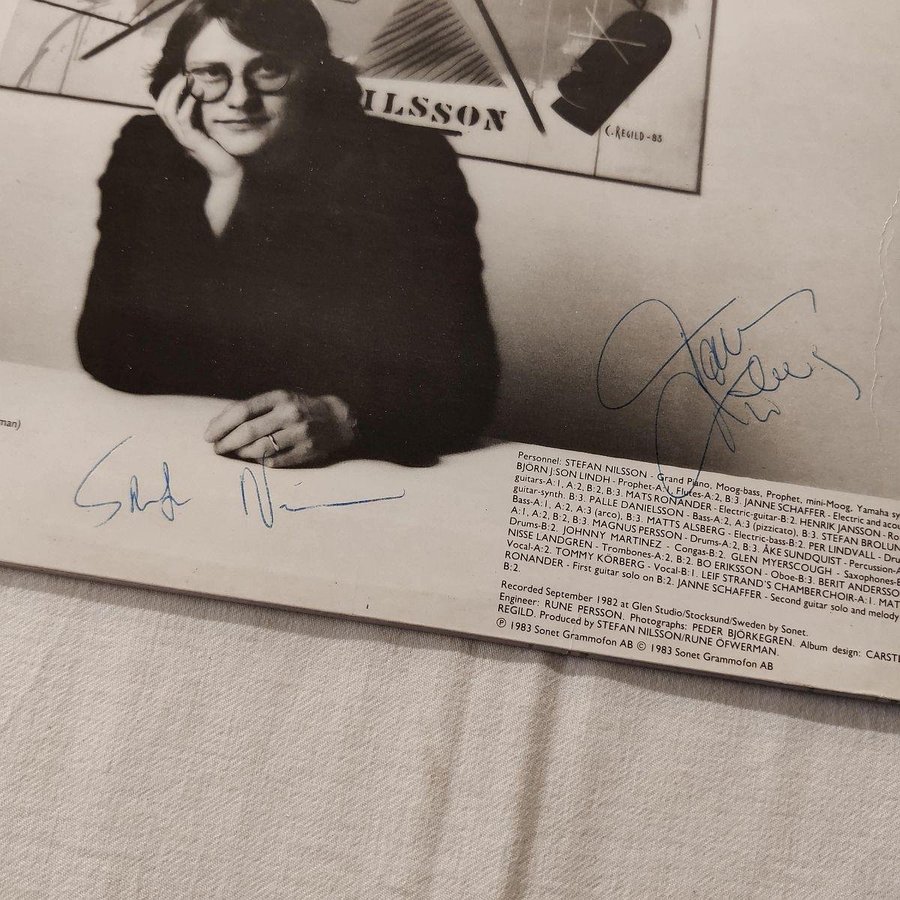 ILSSON
C. REGILD -83
man)
Personnel: STEFAN NILSSON - Grand Piano, Moog-bass, Prophet, mini-Moog, Yamaha sy
BJÖRN J:SON LINDH - Prophet-A:1, Flutes-A:2, B:3. JANNE SCHAFFER - Electric and acou
guitars-A:1, A:2, B:2, B:3. MATS RONANDER - Electric-guitar-B:2. HENRIK JANSSON - Ro
guitar-synth. B:3. PALLE DANIELSSON - Bass-A:2, A:3 (pizzicato), B:3. STEFAN BROLUN
Bass-A:1, A:2, A:3 (arco), B:3. MATTS ALSBERG - Electric-bass-B:2. PER LINDVALL - Dru
A:1, A:2, B:2, B:3. MAGNUS PERSSON - Drums-A:2, B:3. ÅKE SUNDQUIST - Percussion-A
Drums-B:2. JOHNNY MARTINEZ - Congas-B:2. GLEN MYERSCOUGH - Saxophones-B
NISSE LANDGREN - Trombones-A:2, B:2. BO ERIKSSON - Oboe-B:3. BERIT ANDERSSO
Vocal-A:2. TOMMY KÖRBERG - Vocal-B:1. LEIF STRAND'S CHAMBERCHOIR-A:1. MAT
RONANDER - First guitar solo on B:2. JANNE SCHAFFER - Second guitar solo and melody
B:2.
Recorded September 1982 at Glen Studio/Stocksund/Sweden by Sonet.
Engineer: RUNE PERSSON. Photographs: PEDER BJÖRKEGREN. Album design: CARSTE
REGILD. Produced by STEFAN NILSSON/RUNE ÖFWERMAN.
℗ 1983 Sonet Grammofon AB © 1983 Sonet Grammofon AB